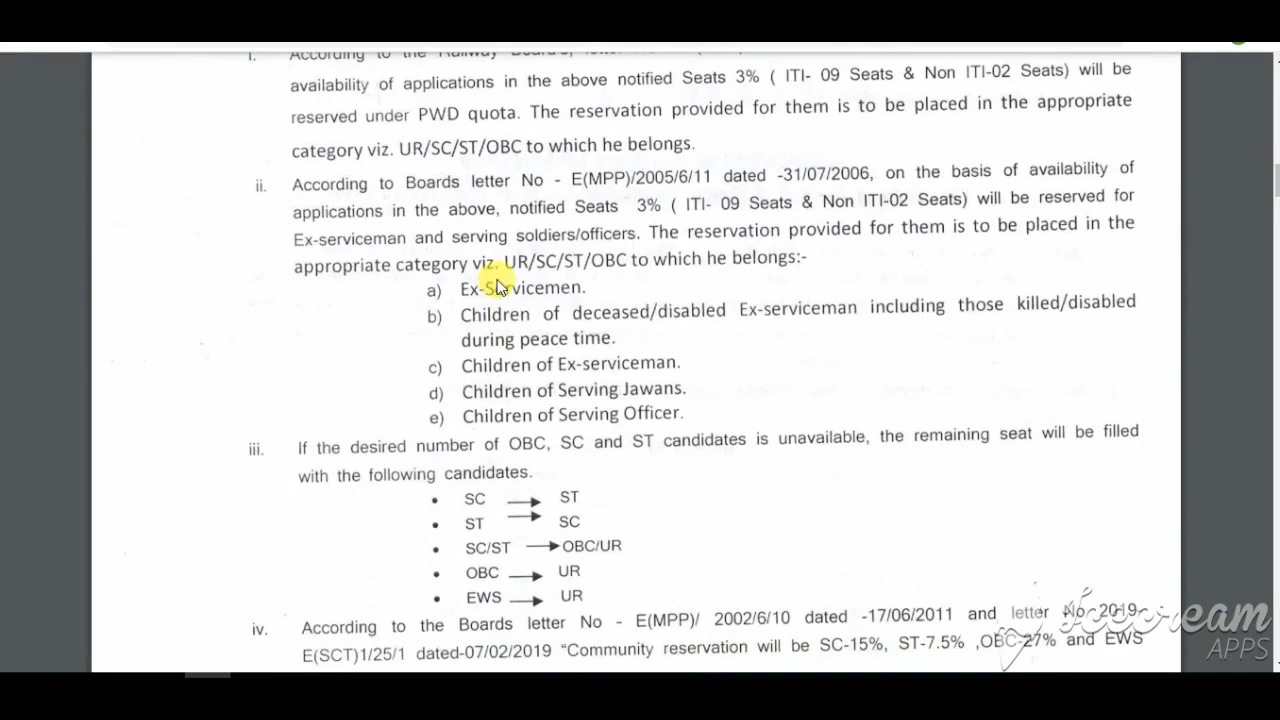 i. According to the Railway Board's, letter
availability of applications in the above notified Seats 3% ( ITI- 09 Seats & Non ITI-02 Seats) will be
reserved under PWD quota. The reservation provided for them is to be placed in the appropriate
category viz. UR/SC/ST/OBC to which he belongs.
ii. According to Boards letter No - E(MPP)/2005/6/11 dated -31/07/2006, on the basis of availability of
applications in the above, notified Seats 3% ( ITI- 09 Seats & Non ITI-02 Seats) will be reserved for
Ex-serviceman and serving soldiers/officers. The reservation provided for them is to be placed in the
appropriate category viz. UR/SC/ST/OBC to which he belongs:-
a) Ex-Servicemen.
b) Children of deceased/disabled Ex-serviceman including those killed/disabled
during peace time.
c) Children of Ex-serviceman.
d) Children of Serving Jawans.
e) Children of Serving Officer.
iii. If the desired number of OBC, SC and ST candidates is unavailable, the remaining seat will be filled
with the following candidates.
• SC → ST
• ST → SC
• SC/ST → OBC/UR
• OBC → UR
• EWS → UR
iv. According to the Boards letter No - E(MPP)/ 2002/6/10 dated -17/06/2011 and letter No 2019-
E(SCT)1/25/1 dated-07/02/2019 "Community reservation will be SC-15%, ST-7.5% ,OBC-27% and EWS
icecream
APPS